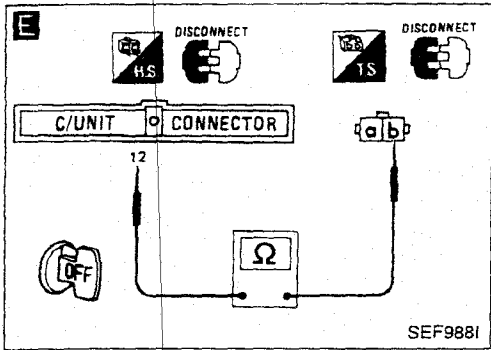 E
DISCONNECT
H.S
DISCONNECT
T.S
C/UNIT CONNECTOR
a b
12
Ω
OFF
SEF988I